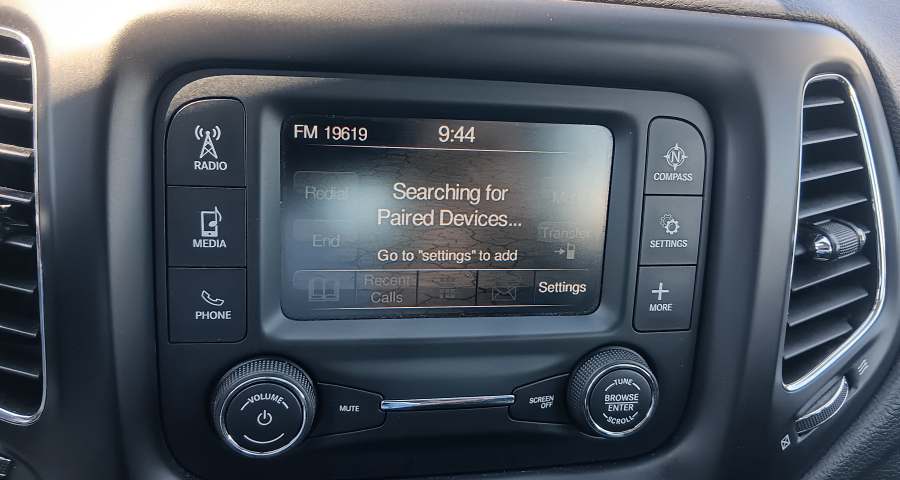 FM 19619
9:44
RADIO
MEDIA
PHONE
Redial
Searching for
Paired Devices...
End
Transfer
Go to "settings" to add
Recent
Calls
Settings
N
COMPASS
SETTINGS
MORE
VOLUME
MUTE
SCREEN
OFF
TUNE
BROWSE
ENTER
SCROLL